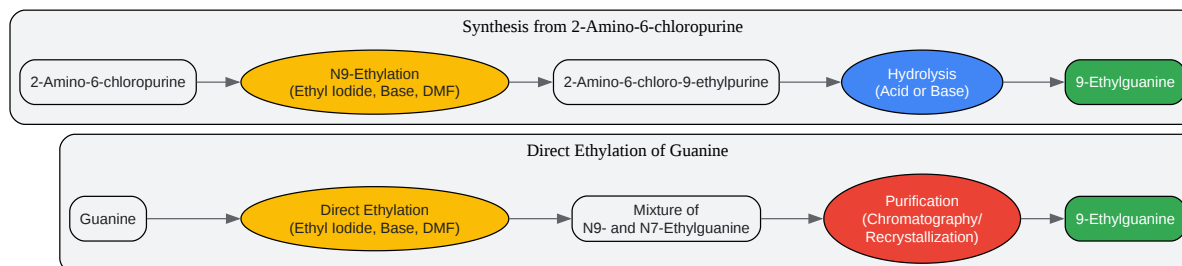 Synthesis from 2-Amino-6-chloropurine
2-Amino-6-chloropurine
N9-Ethylation
(Ethyl Iodide, Base, DMF)
2-Amino-6-chloro-9-ethylpurine
Hydrolysis
(Acid or Base)
9-Ethylguanine
Direct Ethylation of Guanine
Guanine
Direct Ethylation
(Ethyl Iodide, Base, DMF)
Mixture of
N9- and N7-Ethylguanine
Purification
(Chromatography/
Recrystallization)
9-Ethylguanine